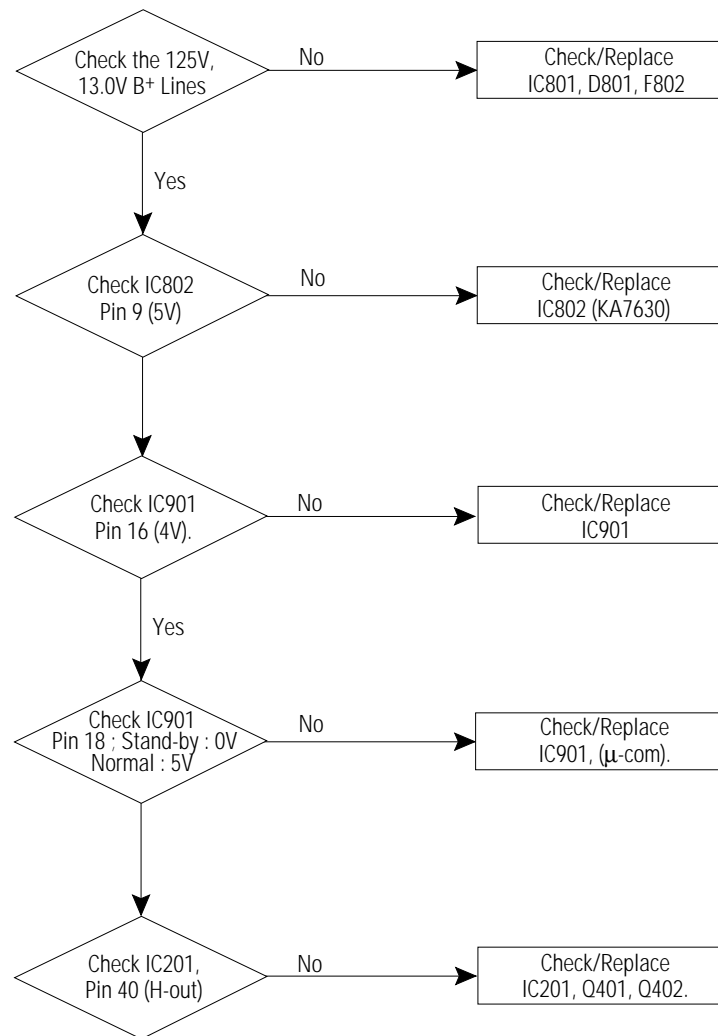 Check the 125V,
13.0V B+ Lines
No
Check/Replace
IC801, D801, F802
Yes
Check IC802
Pin 9 (5V)
No
Check/Replace
IC802 (KA7630)
Check IC901
Pin 16 (4V).
No
Check/Replace
IC901
Yes
Check IC901
Pin 18 ; Stand-by : 0V
Normal : 5V
No
Check/Replace
IC901, (μ-com).
Check IC201,
Pin 40 (H-out)
No
Check/Replace
IC201, Q401, Q402.